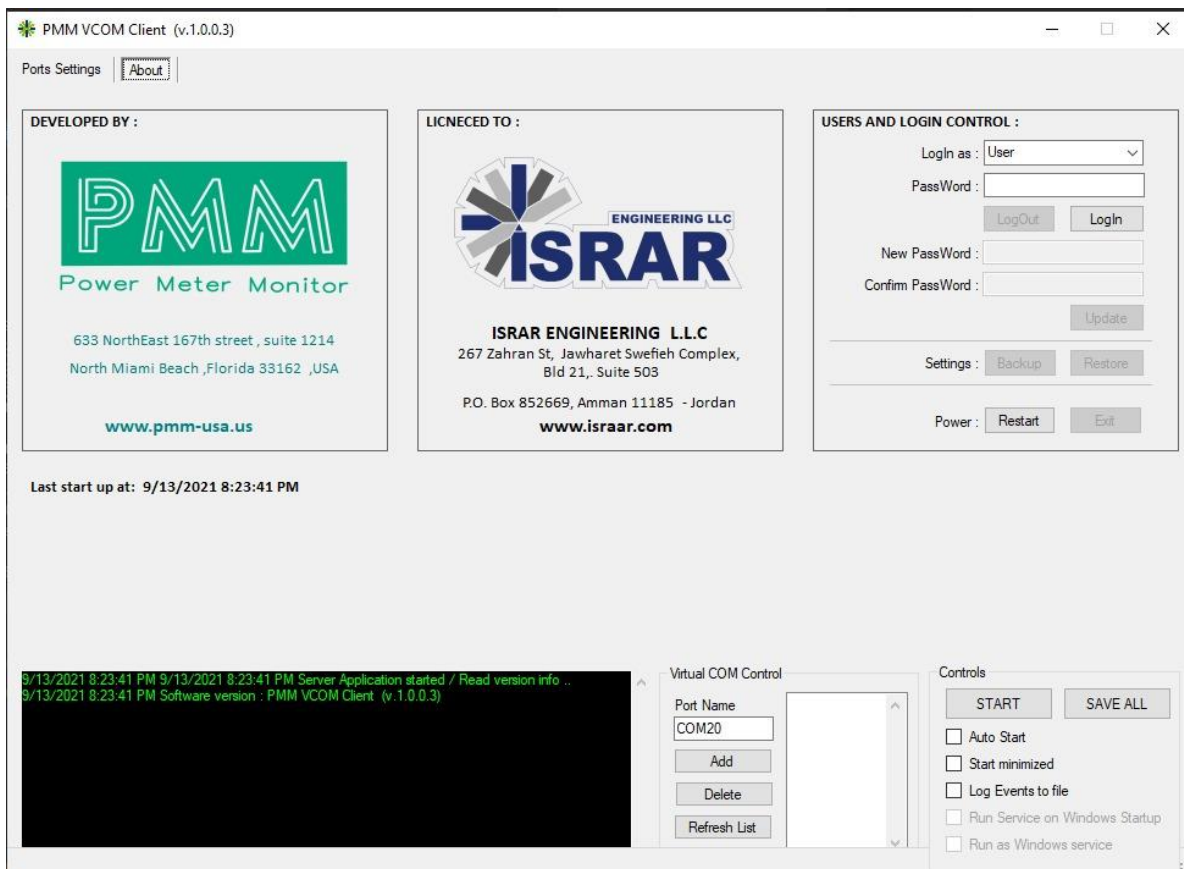 PMM VCOM Client (v.1.0.0.3)
Ports Settings
About
DEVELOPED BY :
PMM
Power Meter Monitor
633 NorthEast 167th street , suite 1214
North Miami Beach ,Florida 33162 ,USA
www.pmm-usa.us
LICNECED TO :
ENGINEERING LLC
ISRAR
ISRAR ENGINEERING L.L.C
267 Zahran St, Jawharet Swefieh Complex,
Bld 21,. Suite 503
P.O. Box 852669, Amman 11185 - Jordan
www.israar.com
USERS AND LOGIN CONTROL :
LogIn as : User
PassWord :
LogOut LogIn
New PassWord :
Confirm PassWord :
Update
Settings : Backup Restore
Power : Restart Exit
Last start up at: 9/13/2021 8:23:41 PM
9/13/2021 8:23:41 PM 9/13/2021 8:23:41 PM Server Application started / Read version info ..
9/13/2021 8:23:41 PM Software version : PMM VCOM Client (v.1.0.0.3)
Virtual COM Control
Port Name
COM20
Add
Delete
Refresh List
Controls
START SAVE ALL
Auto Start
Start minimized
Log Events to file
Run Service on Windows Startup
Run as Windows service